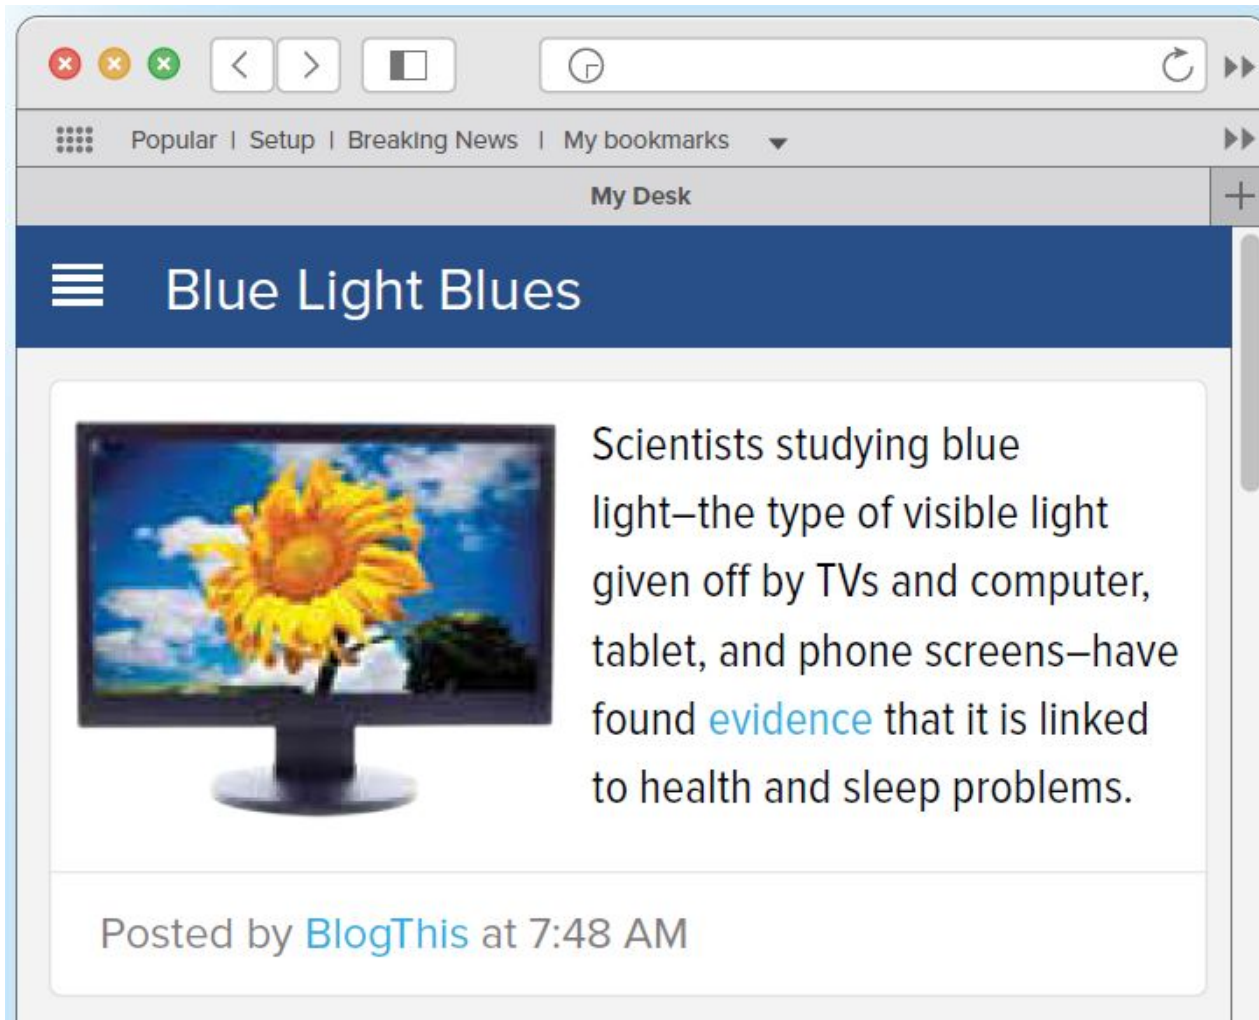 Popular | Setup | Breaking News | My bookmarks
My Desk
Blue Light Blues
Scientists studying blue
light–the type of visible light
given off by TVs and computer,
tablet, and phone screens–have
found evidence that it is linked
to health and sleep problems.
Posted by BlogThis at 7:48 AM